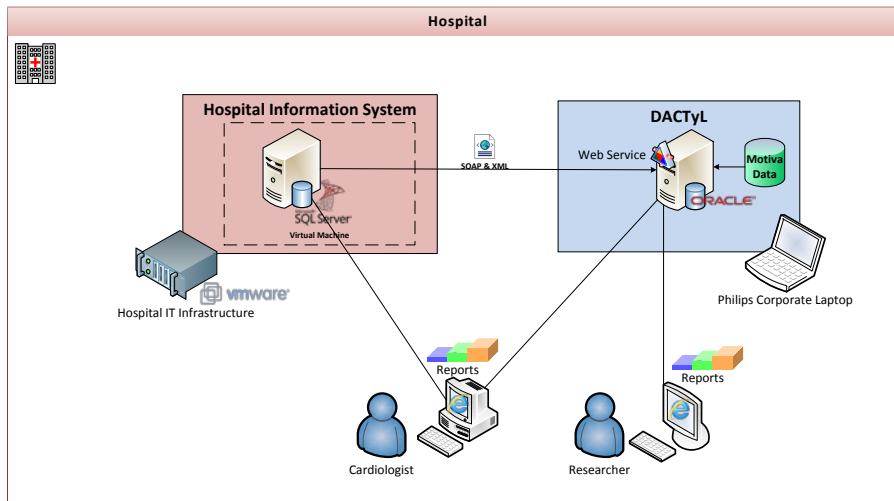 Hospital
Hospital Information System
DACTyL
SOAP & XML
Web Service
Motiva
Data
ORACLE
Microsoft
SQL Server
Virtual Machine
vmware
Hospital IT Infrastructure
Philips Corporate Laptop
Reports
Reports
Cardiologist
Researcher